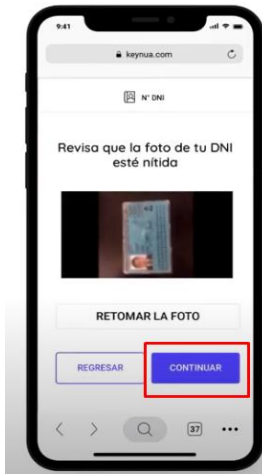 9:41
keynua.com
N° DNI
Revisa que la foto de tu DNI
esté nítida
RETOMAR LA FOTO
REGRESAR
CONTINUAR
37